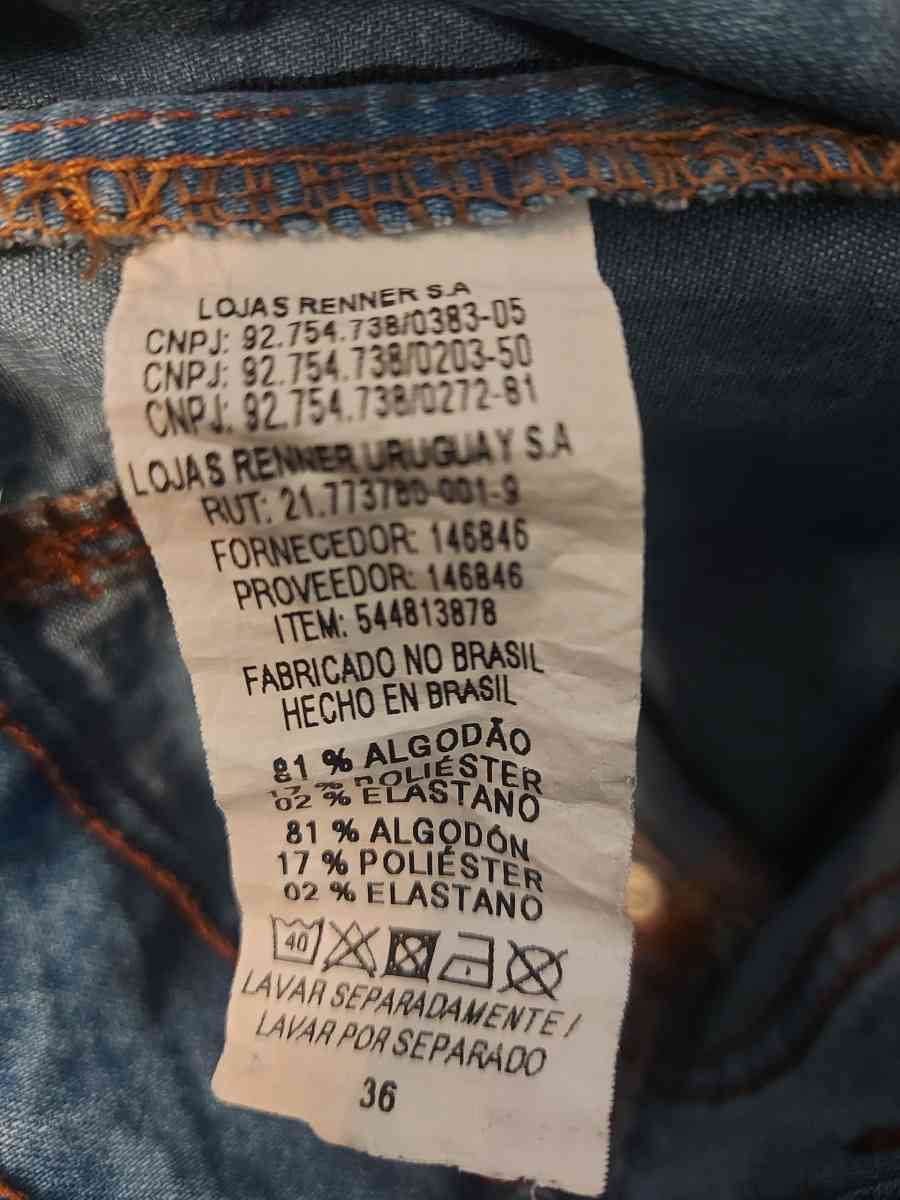 LOJAS RENNER S.A
CNPJ: 92.754.738/0383-05
CNPJ: 92.754.738/0203-50
CNPJ: 92.754.738/0272-81
LOJAS RENNER URUGUAY S.A
RUT: 21.773780-001-9
FORNECEDOR: 146846
PROVEEDOR: 146846
ITEM: 544813878
FABRICADO NO BRASIL
HECHO EN BRASIL
81 % ALGODÃO
17 % POLIÉSTER
02 % ELASTANO
81 % ALGODÓN
17 % POLIÉSTER
02 % ELASTANO
40
LAVAR SEPARADAMENTE /
LAVAR POR SEPARADO
36